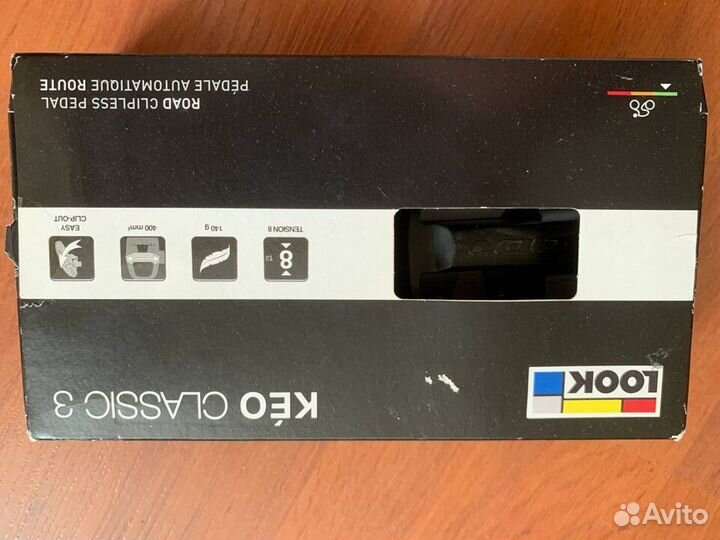 LOOK
KÉO CLASSIC 3
8
12
TENSION 8
140 g
400 mm²
EASY
CLIP-OUT
ROAD CLIPLESS PEDAL
PÉDALE AUTOMATIQUE ROUTE
Avito